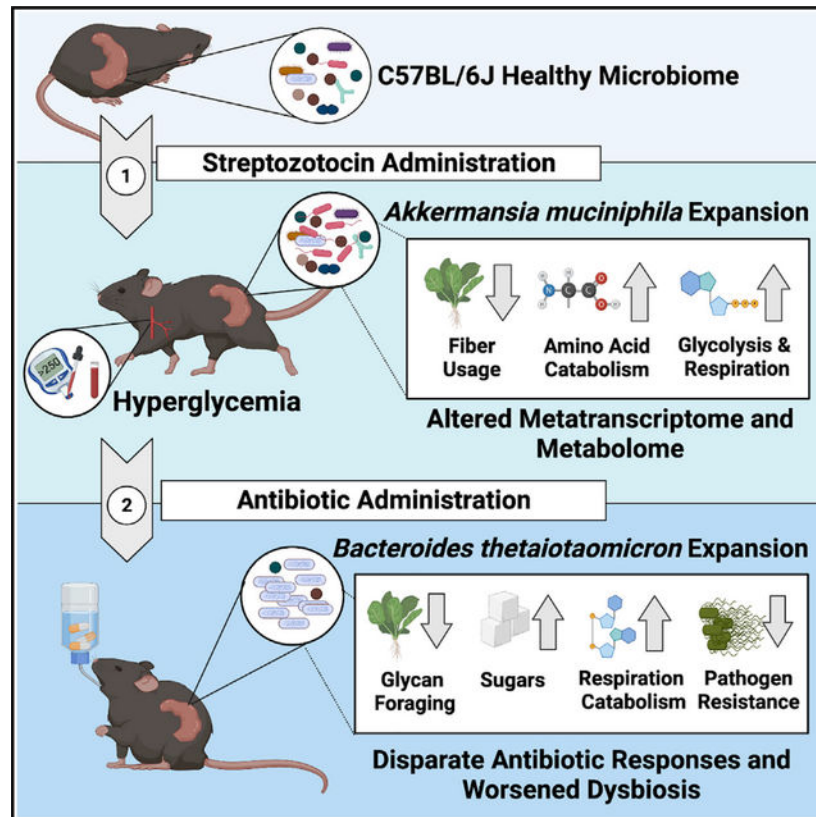 C57BL/6J Healthy Microbiome
1
Streptozotocin Administration
Akkermansia muciniphila Expansion
H
H
O
N
C
C
H
O
H
Fiber
Usage
Amino Acid
Catabolism
Glycolysis &
Respiration
>250
Hyperglycemia
Altered Metatranscriptome and
Metabolome
2
Antibiotic Administration
Bacteroides thetaiotaomicron Expansion
Glycan
Foraging
Sugars
Respiration
Catabolism
Pathogen
Resistance
Disparate Antibiotic Responses and
Worsened Dysbiosis